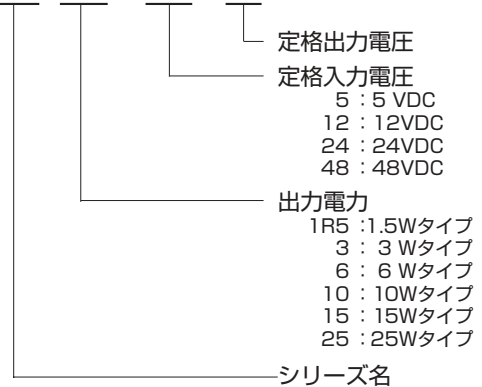 定格出力電圧
定格入力電圧
5 : 5 VDC
12 : 12VDC
24 : 24VDC
48 : 48VDC
出力電力
1R5 :1.5Wタイプ
3 : 3 Wタイプ
6 : 6 Wタイプ
10 : 10Wタイプ
15 : 15Wタイプ
25 : 25Wタイプ
シリーズ名